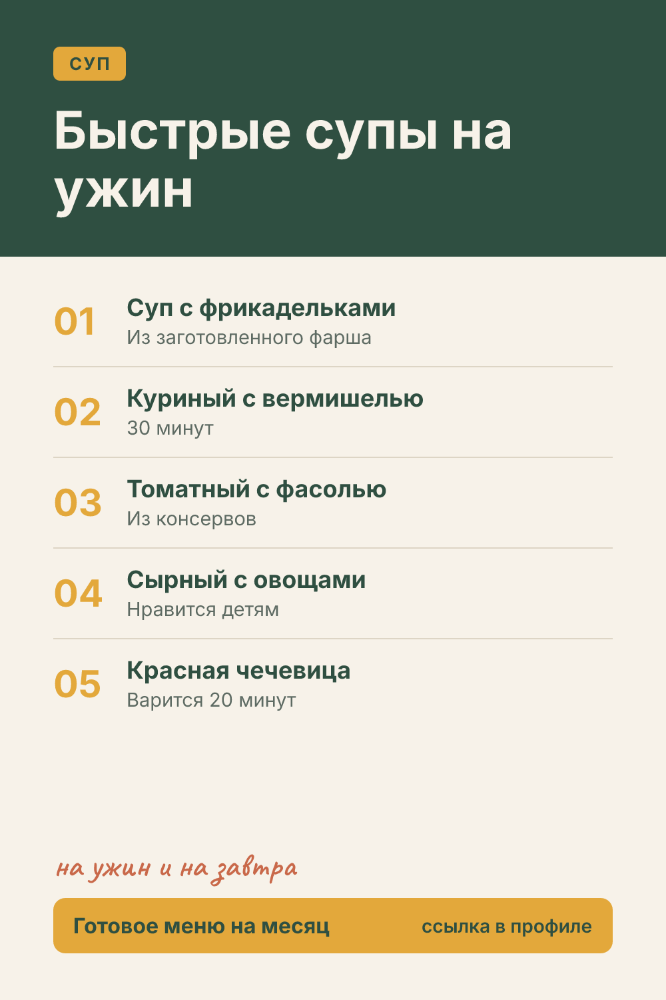 СУП
Быстрые супы на
ужин
01
Суп с фрикадельками
Из заготовленного фарша
02
Куриный с вермишелью
30 минут
03
Томатный с фасолью
Из консервов
04
Сырный с овощами
Нравится детям
05
Красная чечевица
Варится 20 минут
на ужин и на завтра
Готовое меню на месяц
ссылка в профиле